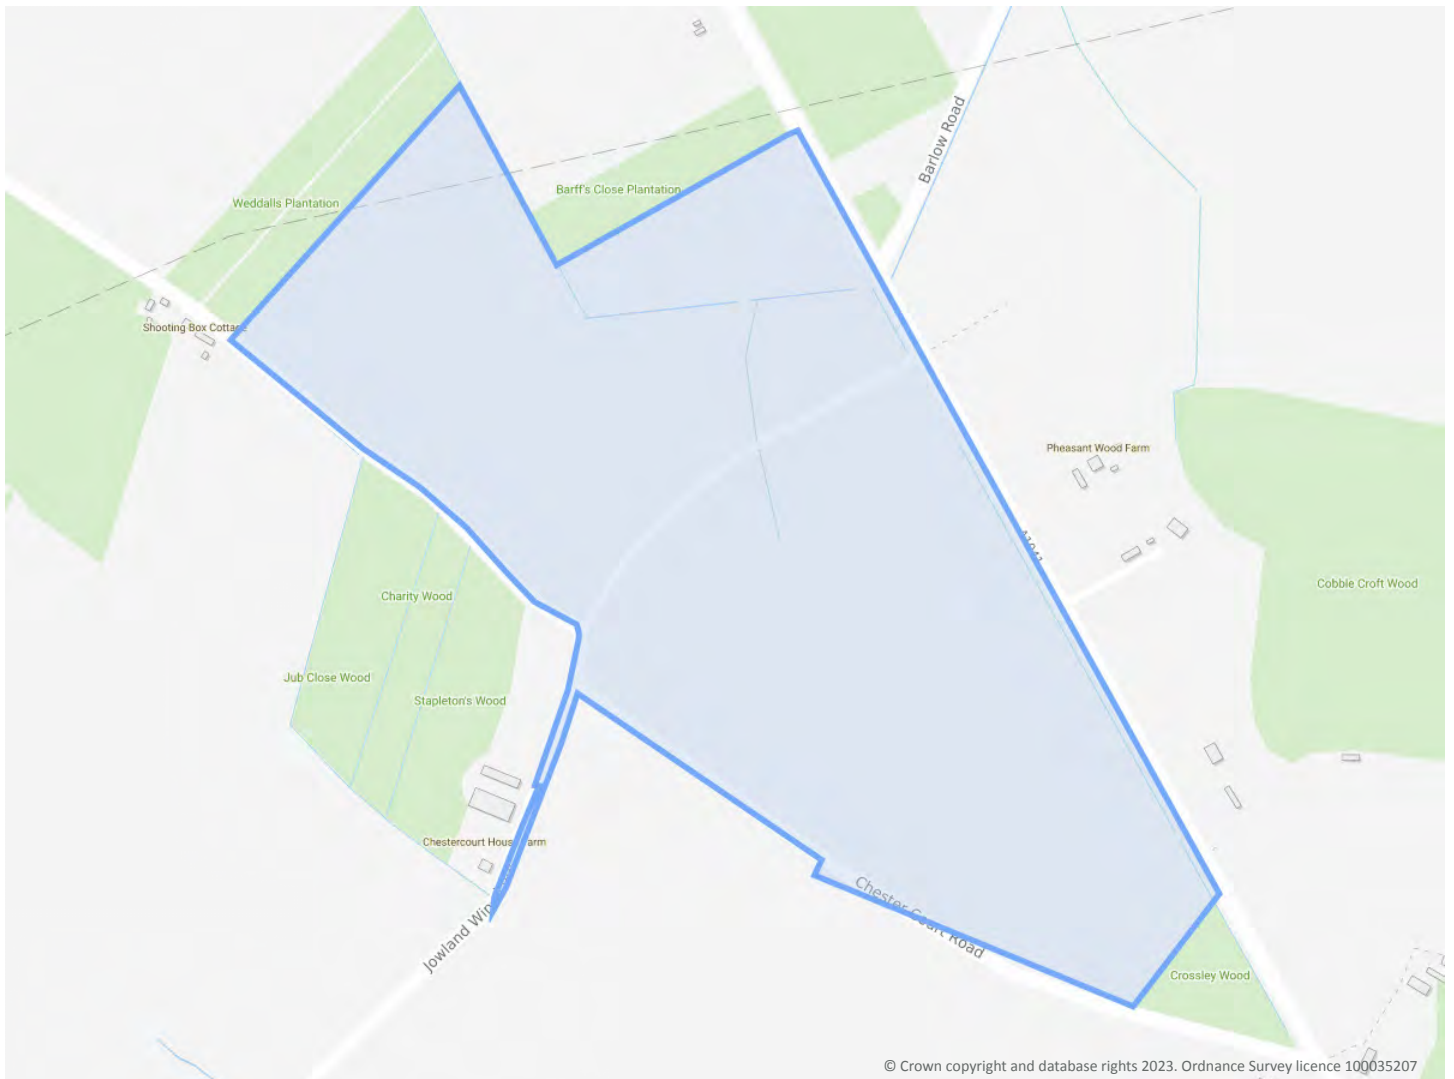 Barlow Road
Barff's Close Plantation
Weddalls Plantation
Shooting Box Cottage
Pheasant Wood Farm
A1041
Cobble Croft Wood
Charity Wood
Jub Close Wood
Stapleton's Wood
Chestercourt House Farm
Chester Court Road
Jowland
Crossley Wood
© Crown copyright and database rights 2023. Ordnance Survey licence 100035207